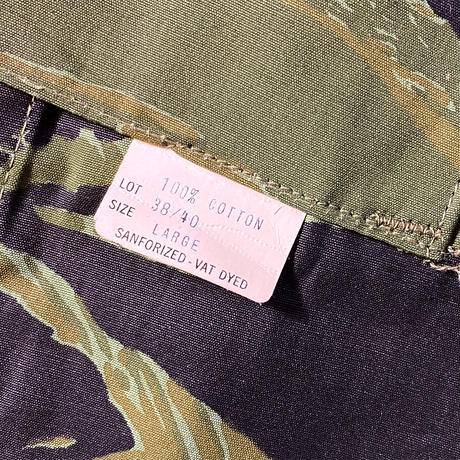 LOT 100% COTTON
SIZE 38/40
LARGE
SANFORIZED - VAT DYED